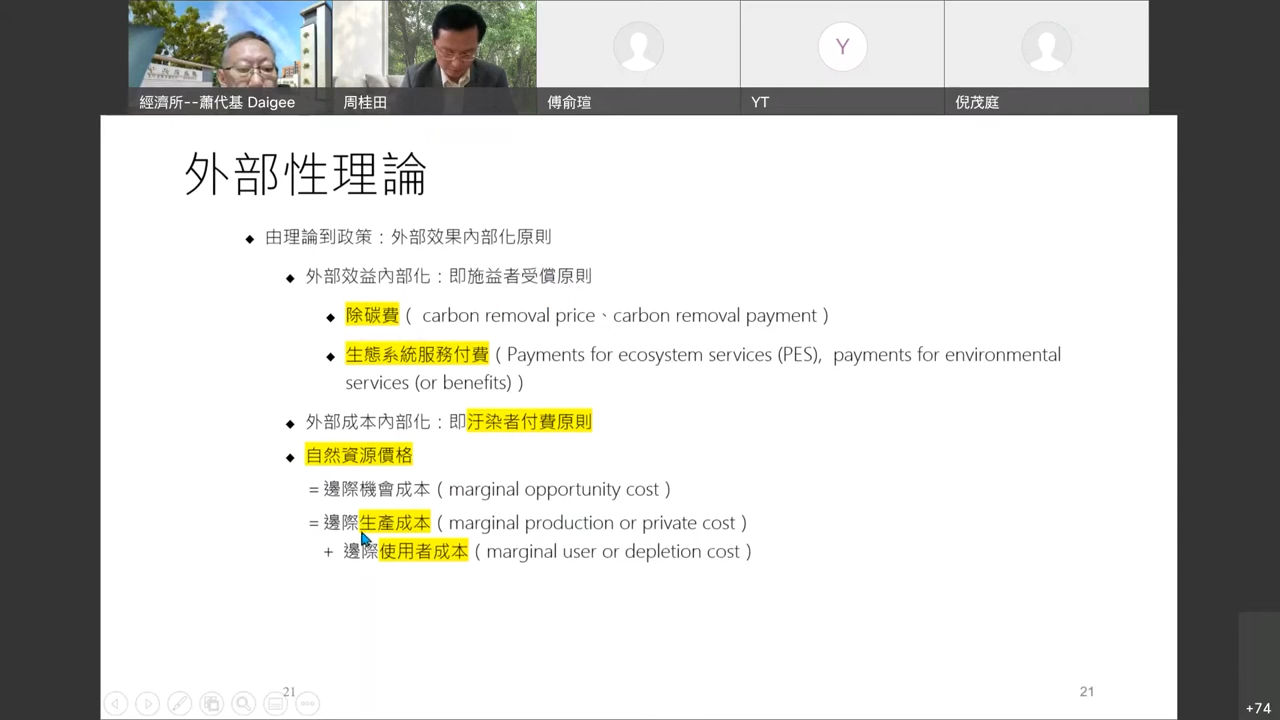 經濟所--蕭代基 Daigee
周桂田
傅俞瑄
Y
YT
倪茂庭
外部性理論
由理論到政策：外部效果內部化原則
外部效益內部化：即施益者受償原則
除碳費（ carbon removal price、carbon removal payment）
生態系統服務付費（Payments for ecosystem services (PES), payments for environmental
services (or benefits)）
外部成本內部化：即汙染者付費原則
自然資源價格
=邊際機會成本（marginal opportunity cost）
=邊際生產成本（marginal production or private cost）
+ 邊際使用者成本（marginal user or depletion cost）
21
21
+74